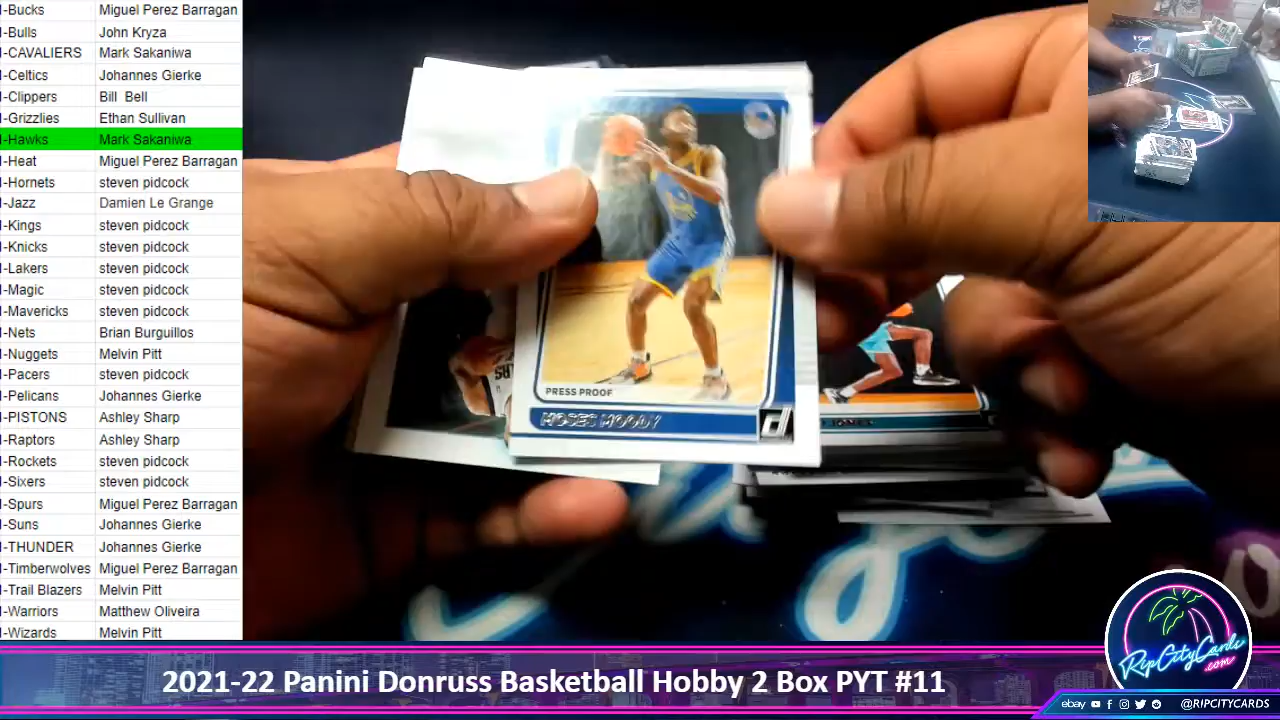 I-Bucks Miguel Perez Barragan
I-Bulls John Kryza
I-CAVALIERS Mark Sakaniwa
I-Celtics Johannes Gierke
I-Clippers Bill Bell
I-Grizzlies Ethan Sullivan
I-Hawks Mark Sakaniwa
I-Heat Miguel Perez Barragan
I-Hornets steven pidcock
I-Jazz Damien Le Grange
I-Kings steven pidcock
I-Knicks steven pidcock
I-Lakers steven pidcock
I-Magic steven pidcock
I-Mavericks steven pidcock
I-Nets Brian Burguillos
I-Nuggets Melvin Pitt
I-Pacers steven pidcock
I-Pelicans Johannes Gierke
I-PISTONS Ashley Sharp
I-Raptors Ashley Sharp
I-Rockets steven pidcock
I-Sixers steven pidcock
I-Spurs Miguel Perez Barragan
I-Suns Johannes Gierke
I-THUNDER Johannes Gierke
I-Timberwolves Miguel Perez Barragan
I-Trail Blazers Melvin Pitt
I-Warriors Matthew Oliveira
I-Wizards Melvin Pitt
PRESS PROOF
MOSES MOODY
JONES
RipCityCards
.com
2021-22 Panini Donruss Basketball Hobby 2 Box PYT #11
ebay @RIPCITYCARDS